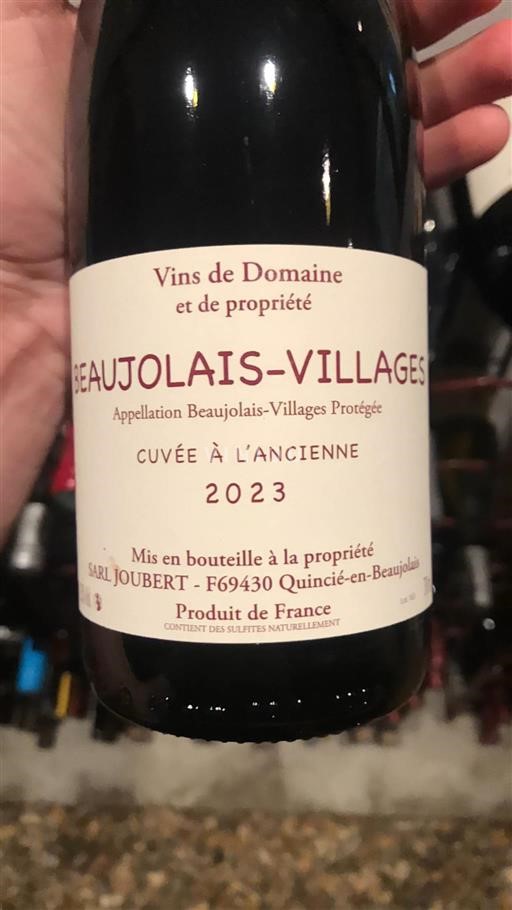 Vins de Domaine
et de propriété
BEAUJOLAIS-VILLAGES
Appellation Beaujolais-Villages Protégée
CUVÉE À L'ANCIENNE
2023
Mis en bouteille à la propriété
SARL JOUBERT - F69430 Quincié-en-Beaujolais
Produit de France
CONTIENT DES SULFITES NATURELLEMENT